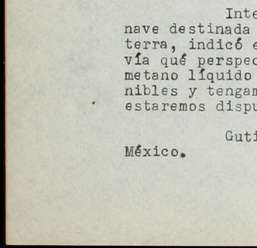 Inte
nave destinada
terra, indicó e
vía qué perspec
metano líquido
nibles y tengam
estaremos dispu
Guti
México.